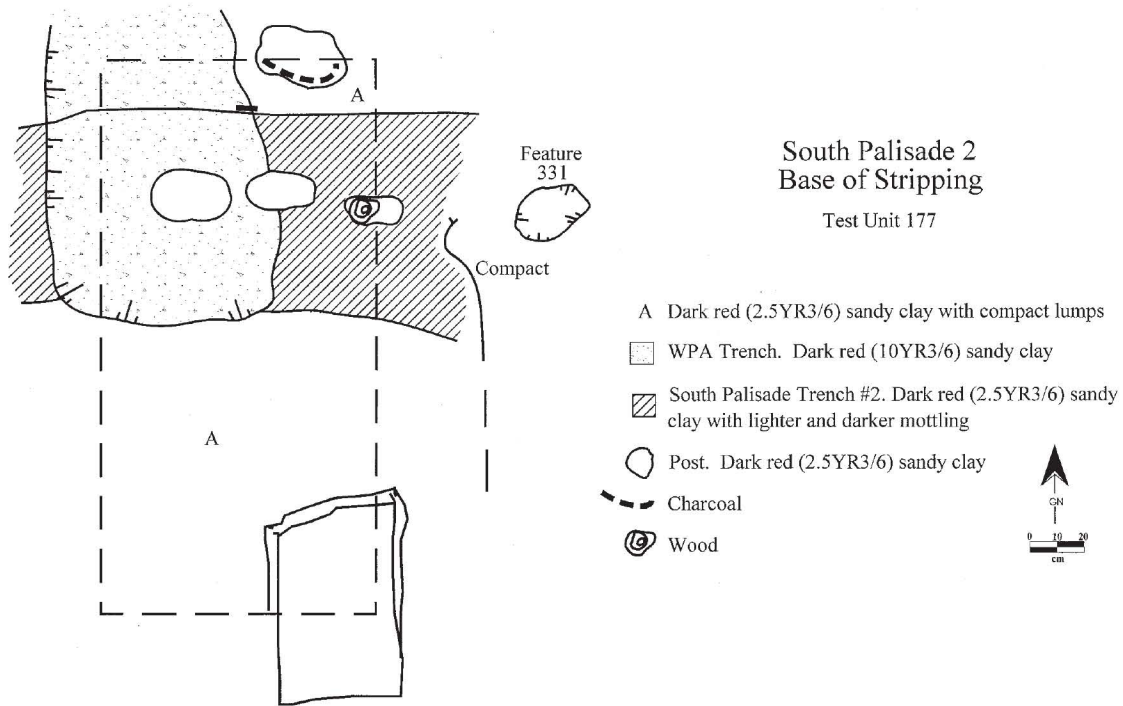 A
Feature
331
Compact
A
South Palisade 2
Base of Stripping
Test Unit 177
A Dark red (2.5YR3/6) sandy clay with compact lumps
WPA Trench. Dark red (10YR3/6) sandy clay
South Palisade Trench #2. Dark red (2.5YR3/6) sandy
clay with lighter and darker mottling
Post. Dark red (2.5YR3/6) sandy clay
Charcoal
Wood
GN
0 10 20
cm